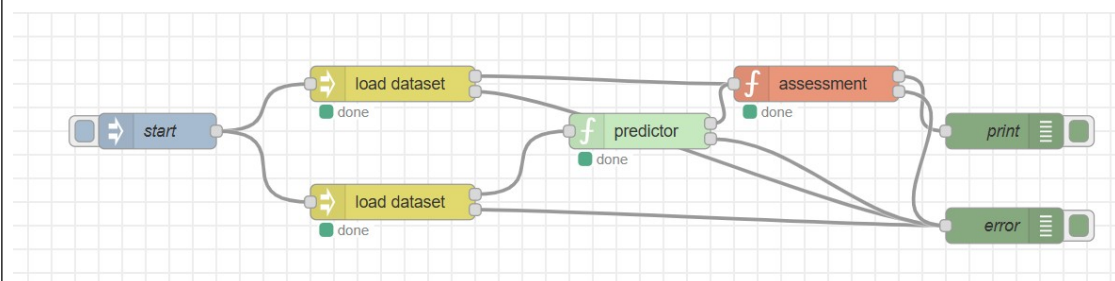 load dataset
assessment
done
done
start
predictor
print
done
load dataset
error
done